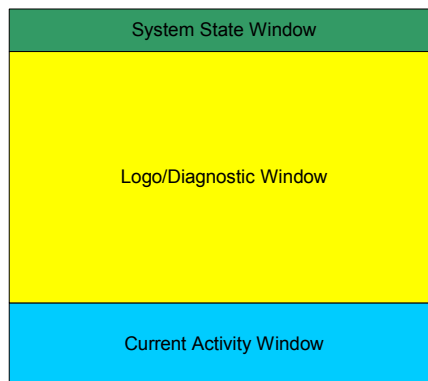 System State Window
Logo/Diagnostic Window
Current Activity Window